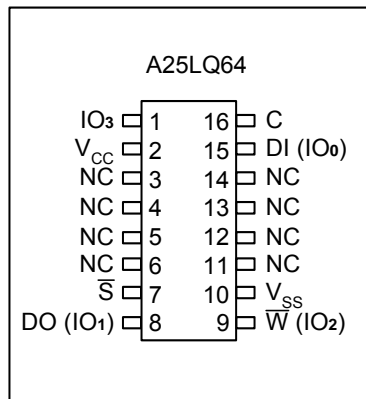 A25LQ64
IO3 1 16 C
VCC 2 15 DI (IO0)
NC 3 14 NC
NC 4 13 NC
NC 5 12 NC
NC 6 11 NC
S̅ 7 10 VSS
DO (IO1) 8 9 W̅ (IO2)